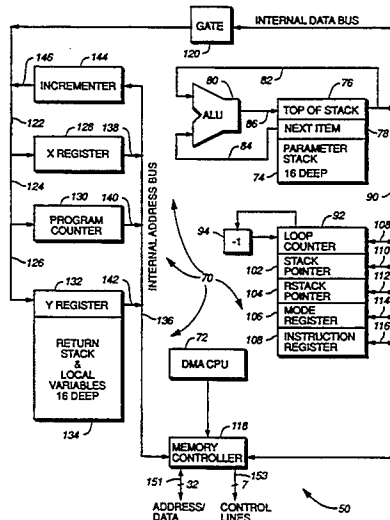 GATE
INTERNAL DATA BUS
120
146
144
INCREMENTER
122
128
138
X REGISTER
124
130
140
PROGRAM
COUNTER
126
132
142
Y REGISTER
136
RETURN
STACK
&
LOCAL
VARIABLES
16 DEEP
134
INTERNAL ADDRESS BUS
80
82
76
ALU
TOP OF STACK
86
78
NEXT ITEM
84
PARAMETER
STACK
74
16 DEEP
90
92
94
-1
LOOP
COUNTER
108
110
102
STACK
POINTER
112
104
RSTACK
POINTER
114
106
MODE
REGISTER
116
108
INSTRUCTION
REGISTER
70
72
DMA CPU
118
MEMORY
CONTROLLER
151
32
153
7
50
ADDRESS/
DATA
CONTROL
LINES